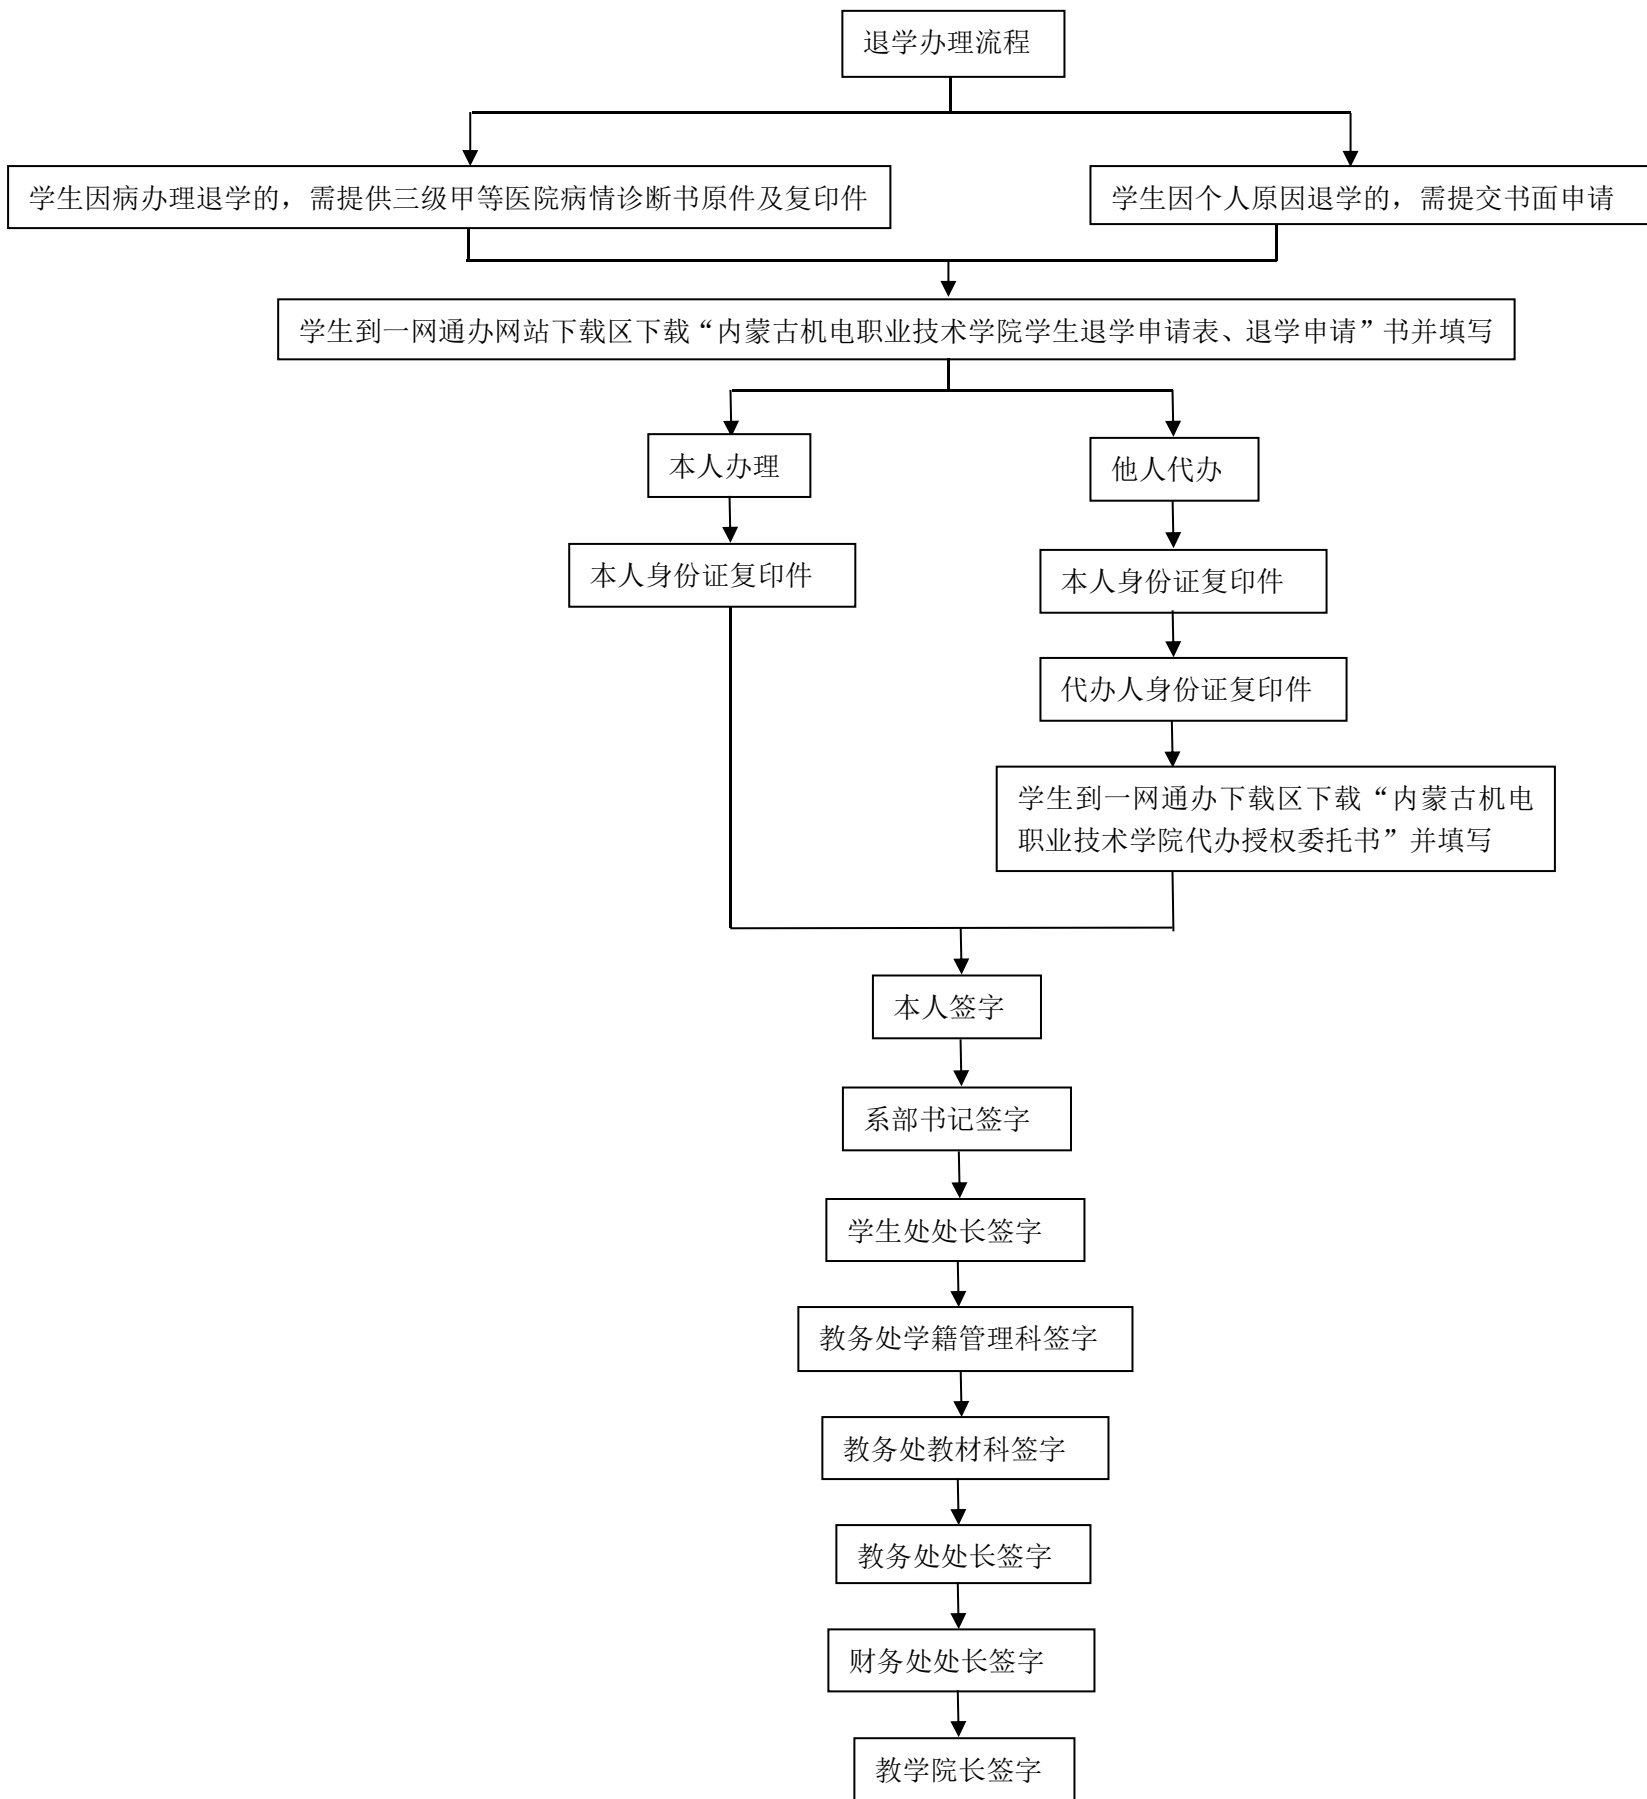 退学办理流程
学生因病办理退学的，需提供三级甲等医院病情诊断书原件及复印件
学生因个人原因退学的，需提交书面申请
学生到一网通办网站下载区下载“内蒙古机电职业技术学院学生退学申请表、退学申请”书并填写
本人办理
他人代办
本人身份证复印件
本人身份证复印件
代办人身份证复印件
学生到一网通办下载区下载“内蒙古机电
职业技术学院代办授权委托书”并填写
本人签字
系部书记签字
学生处处长签字
教务处学籍管理科签字
教务处教材科签字
教务处处长签字
财务处处长签字
教学院长签字